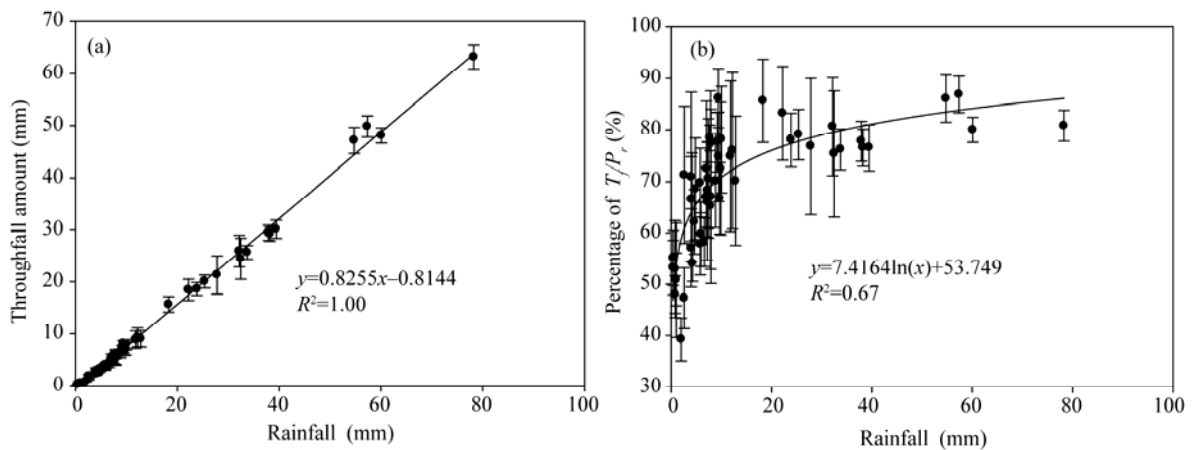 (a)
Throughfall amount (mm)
70
60
50
40
30
20
10
0
y=0.8255x–0.8144
R²=1.00
0 20 40 60 80 100
Rainfall (mm)
(b)
Percentage of Tf/Pr (%)
100
90
80
70
60
50
40
30
y=7.4164ln(x)+53.749
R²=0.67
0 20 40 60 80 100
Rainfall (mm)